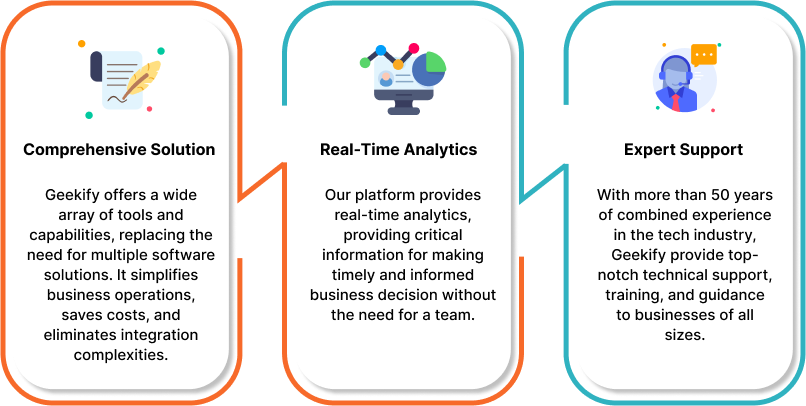 Comprehensive Solution
Geekify offers a wide
array of tools and
capabilities, replacing the
need for multiple software
solutions. It simplifies
business operations,
saves costs, and
eliminates integration
complexities.
Real-Time Analytics
Our platform provides
real-time analytics,
providing critical
information for making
timely and informed
business decision without
the need for a team.
Expert Support
With more than 50 years
of combined experience
in the tech industry,
Geekify provide top-
notch technical support,
training, and guidance
to businesses of all
sizes.